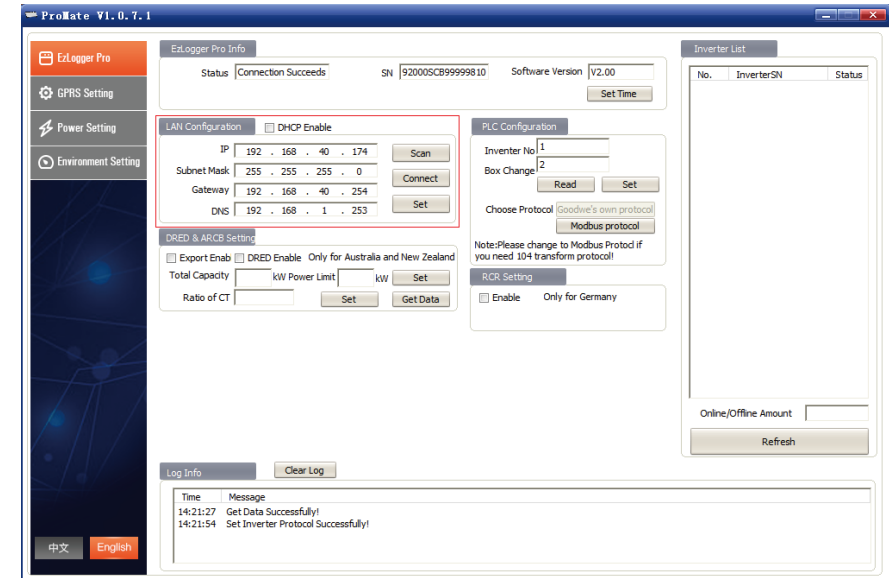 ProMate V1.0.7.1
EzLogger Pro
GPRS Setting
Power Setting
Environment Setting
中文 English
EzLogger Pro Info
Status Connection Succeeds SN 92000SCB99999810 Software Version V2.00
Set Time
LAN Configuration DHCP Enable
IP 192 . 168 . 40 . 174 Scan
Subnet Mask 255 . 255 . 255 . 0 Connect
Gateway 192 . 168 . 40 . 254
DNS 192 . 168 . 1 . 253 Set
PLC Configuration
Inventer No 1
Box Change 2
Read Set
Choose Protocol Goodwe's own protocol
Modbus protocol
Note:Please change to Modbus Protocl if
you need 104 transform protocol!
DRED & ARCB Setting
Export Enab DRED Enable Only for Australia and New Zealand
Total Capacity kW Power Limit kW Set
Ratio of CT Set Get Data
RCR Setting
Enable Only for Germany
Inverter List
No. InverterSN Status
Online/Offline Amount
Refresh
Log Info Clear Log
Time Message
14:21:27 Get Data Successfully!
14:21:54 Set Inverter Protocol Successfully!